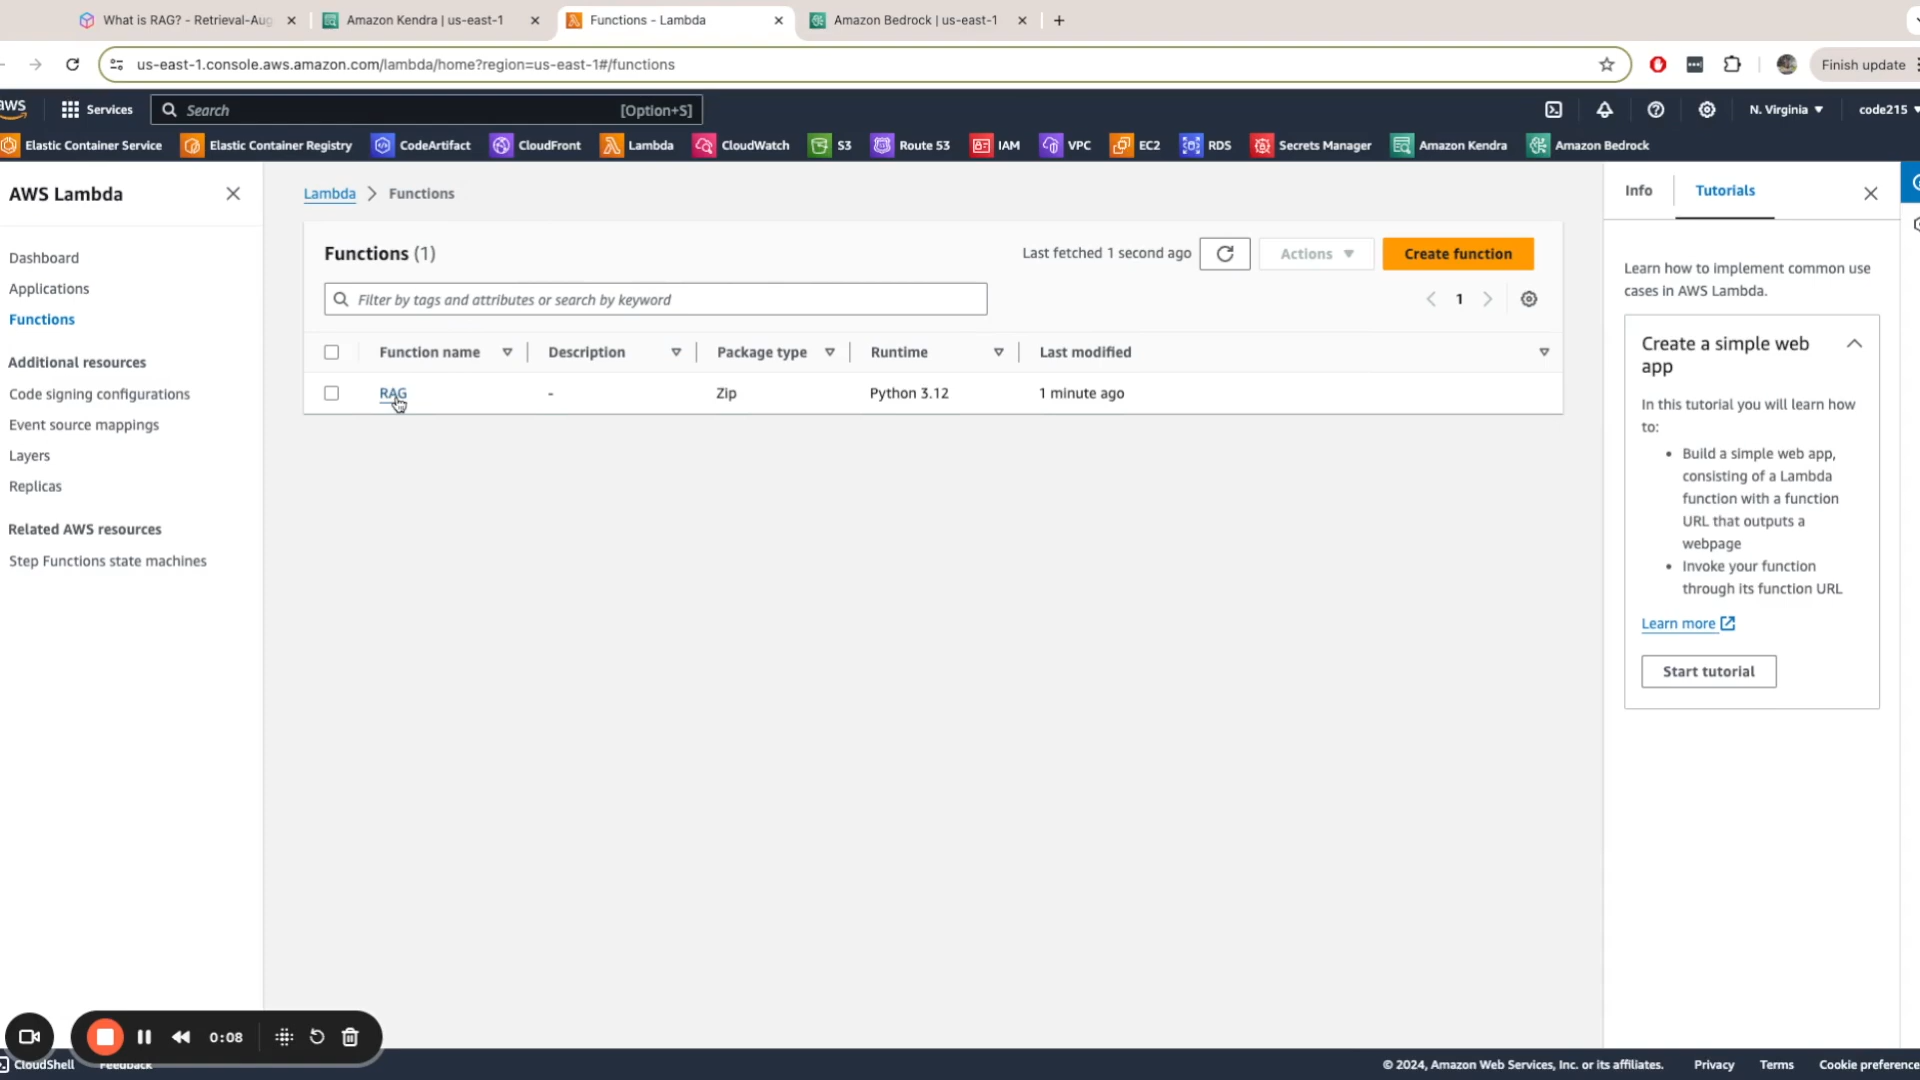 What is RAG? - Retrieval-Aug
Amazon Kendra | us-east-1
Functions - Lambda
Amazon Bedrock | us-east-1
us-east-1.console.aws.amazon.com/lambda/home?region=us-east-1#/functions
Finish update
aws
Services
Search
[Option+S]
N. Virginia
code215
Elastic Container Service
Elastic Container Registry
CodeArtifact
CloudFront
Lambda
CloudWatch
S3
Route 53
IAM
VPC
EC2
RDS
Secrets Manager
Amazon Kendra
Amazon Bedrock
AWS Lambda
Dashboard
Applications
Functions
Additional resources
Code signing configurations
Event source mappings
Layers
Replicas
Related AWS resources
Step Functions state machines
Lambda > Functions
Functions (1)
Last fetched 1 second ago
Actions
Create function
Filter by tags and attributes or search by keyword
1
Function name
Description
Package type
Runtime
Last modified
RAG
-
Zip
Python 3.12
1 minute ago
Info
Tutorials
Learn how to implement common use
cases in AWS Lambda.
Create a simple web
app
In this tutorial you will learn how
to:
• Build a simple web app,
consisting of a Lambda
function with a function
URL that outputs a
webpage
• Invoke your function
through its function URL
Learn more
Start tutorial
0:08
CloudShell
Feedback
© 2024, Amazon Web Services, Inc. or its affiliates.
Privacy
Terms
Cookie preference